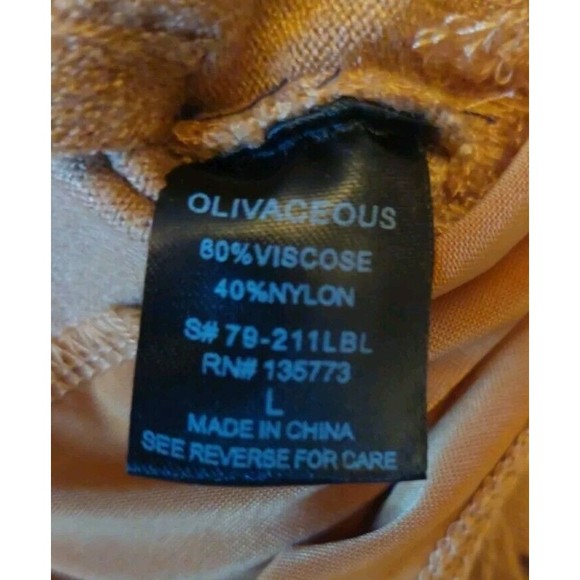 OLIVACEOUS
60%VISCOSE
40%NYLON
S# 79-211LBL
RN# 135773
L
MADE IN CHINA
SEE REVERSE FOR CARE